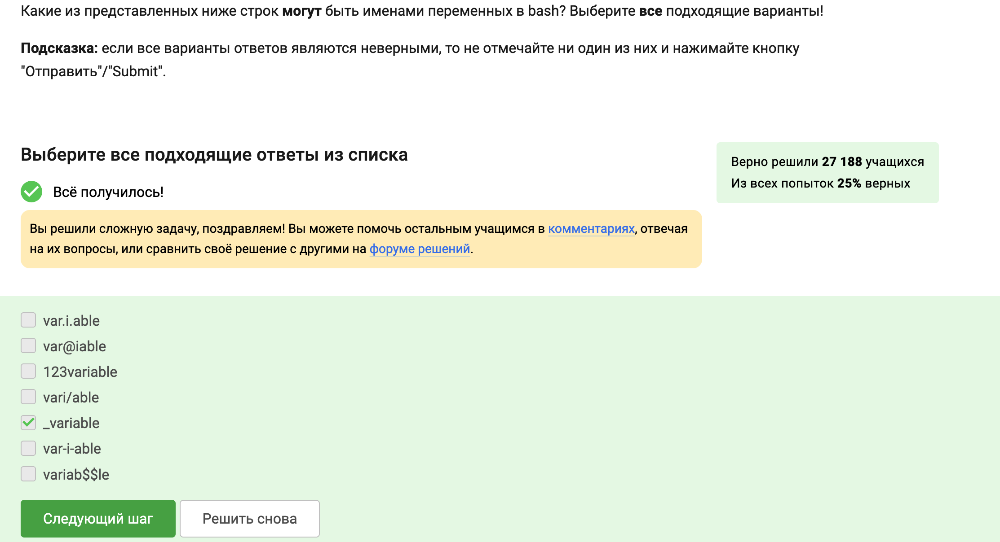 Какие из представленных ниже строк могут быть именами переменных в bash? Выберите все подходящие варианты!
Подсказка: если все варианты ответов являются неверными, то не отмечайте ни один из них и нажимайте кнопку
"Отправить"/"Submit".
Выберите все подходящие ответы из списка
Верно решили 27 188 учащихся
Из всех попыток 25% верных
Всё получилось!
Вы решили сложную задачу, поздравляем! Вы можете помочь остальным учащимся в комментариях, отвечая
на их вопросы, или сравнить своё решение с другими на форуме решений.
var.i.able
var@iable
123variable
vari/able
_variable
var-i-able
variab$$le
Следующий шаг
Решить снова